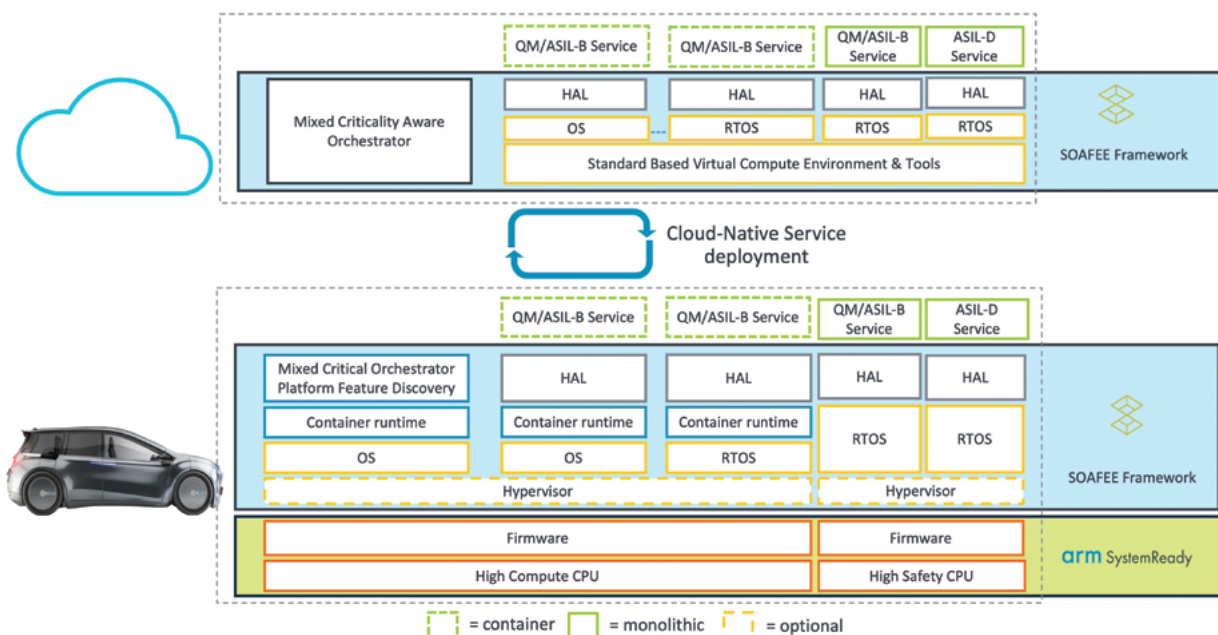 QM/ASIL-B Service
QM/ASIL-B Service
QM/ASIL-B
Service
ASIL-D
Service
Mixed Criticality Aware
Orchestrator
HAL
HAL
HAL
HAL
OS
RTOS
RTOS
RTOS
Standard Based Virtual Compute Environment & Tools
SOAFEE Framework
Cloud-Native Service
deployment
QM/ASIL-B Service
QM/ASIL-B Service
QM/ASIL-B
Service
ASIL-D
Service
Mixed Critical Orchestrator
Platform Feature Discovery
HAL
HAL
HAL
HAL
Container runtime
Container runtime
Container runtime
OS
OS
RTOS
RTOS
RTOS
Hypervisor
Hypervisor
SOAFEE Framework
Firmware
Firmware
High Compute CPU
High Safety CPU
arm SystemReady
= container
= monolithic
= optional